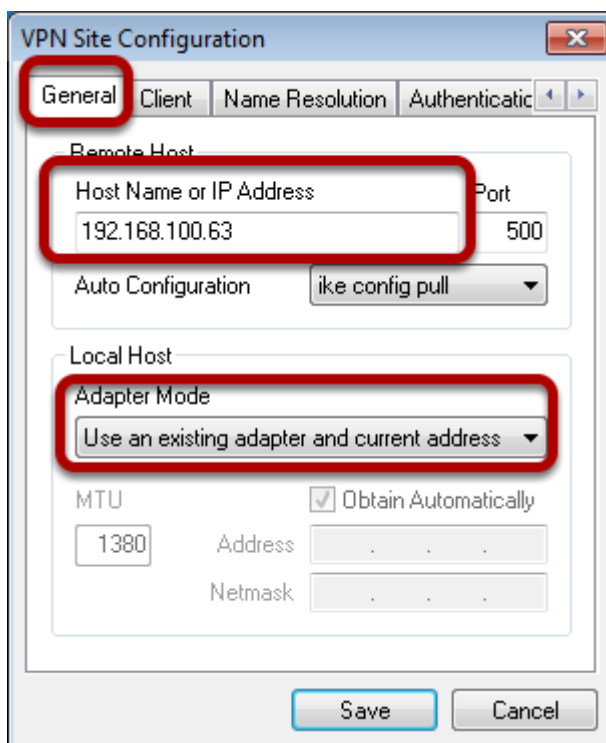 VPN Site Configuration
General Client Name Resolution Authenticatic
Remote Host
Host Name or IP Address Port
192.168.100.63 500
Auto Configuration ike config pull
Local Host
Adapter Mode
Use an existing adapter and current address
MTU Obtain Automatically
1380 Address . . .
Netmask . . .
Save Cancel